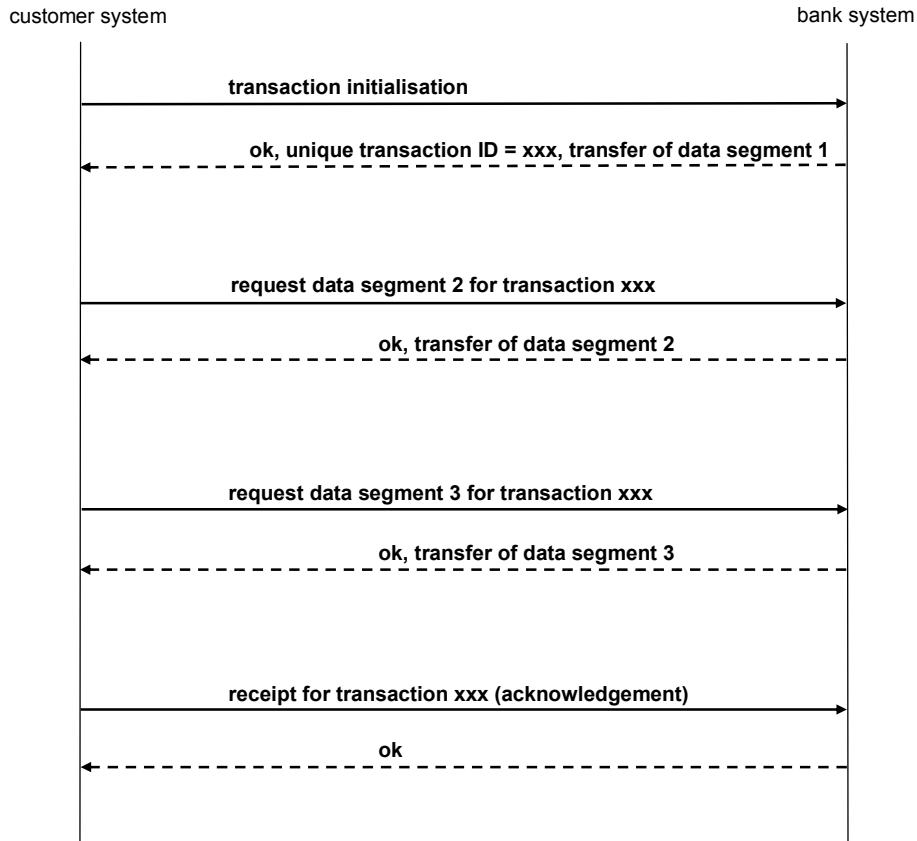 customer system
bank system
transaction initialisation
ok, unique transaction ID = xxx, transfer of data segment 1
request data segment 2 for transaction xxx
ok, transfer of data segment 2
request data segment 3 for transaction xxx
ok, transfer of data segment 3
receipt for transaction xxx (acknowledgement)
ok